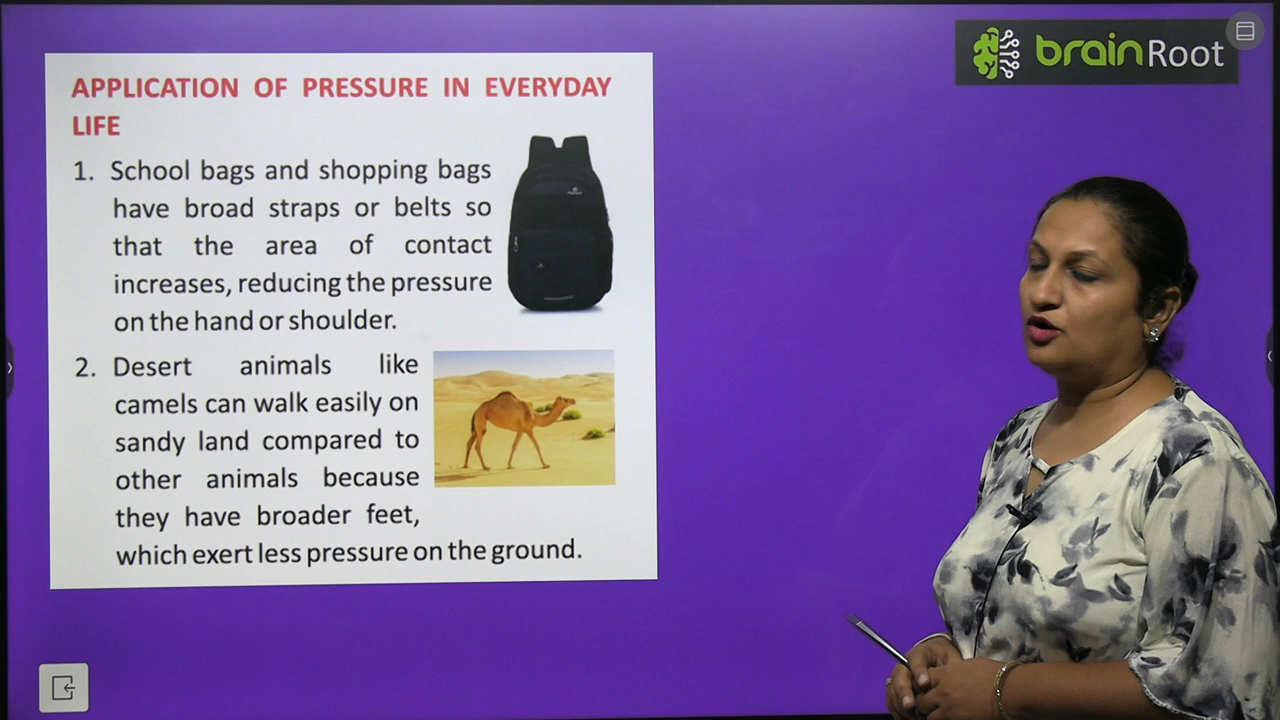 brainRoot
APPLICATION OF PRESSURE IN EVERYDAY
LIFE
1. School bags and shopping bags
have broad straps or belts so
that the area of contact
increases, reducing the pressure
on the hand or shoulder.
2. Desert animals like
camels can walk easily on
sandy land compared to
other animals because
they have broader feet,
which exert less pressure on the ground.